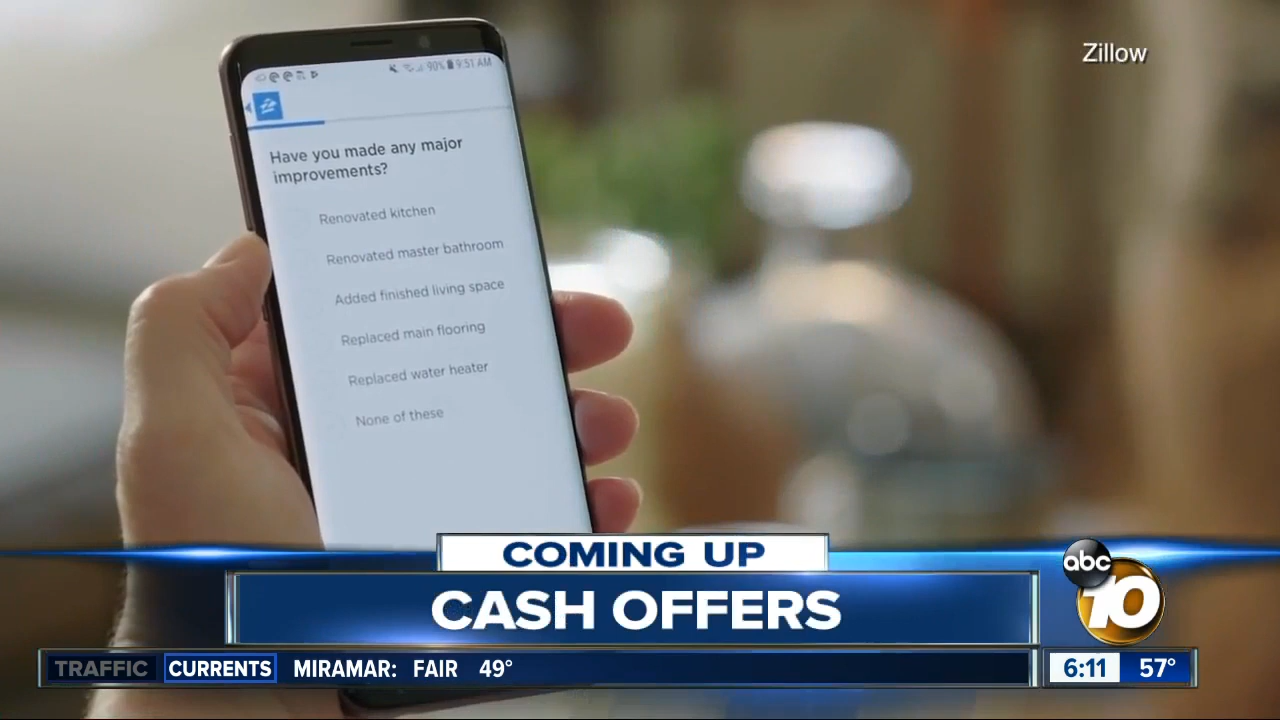 Zillow
90% 9:51 AM
Have you made any major
improvements?
Renovated kitchen
Renovated master bathroom
Added finished living space
Replaced main flooring
Replaced water heater
None of these
COMING UP
CASH OFFERS
abc
10
TRAFFIC CURRENTS MIRAMAR: FAIR 49°
6:11 57°